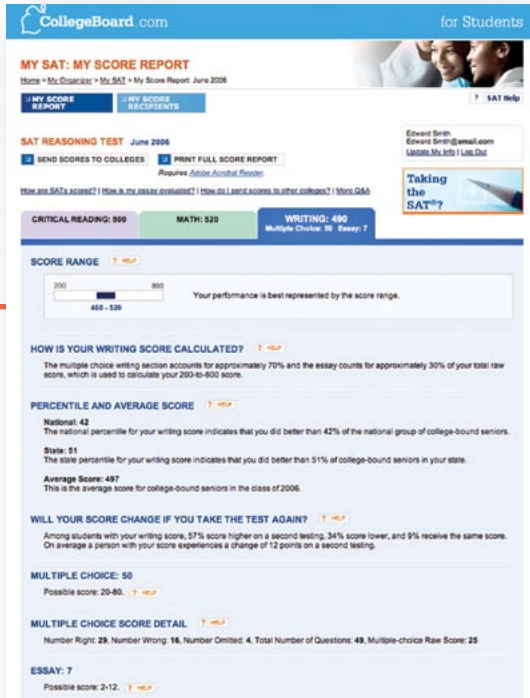 CollegeBoard.com for Students
MY SAT: MY SCORE REPORT
Home > My Organizer > My SAT > My Score Report: June 2006
MY SCORE REPORT
MY SCORE RECIPIENTS
? SAT Help
SAT REASONING TEST June 2006
SEND SCORES TO COLLEGES PRINT FULL SCORE REPORT
Requires Adobe Acrobat Reader.
Edward Smith
Edward Smith@email.com
Update My Info | Log Out
How are SATs scored? | How is my essay evaluated? | How do I send scores to other colleges? | More Q&A
Taking
the
SAT®?
CRITICAL READING: 500 MATH: 520 WRITING: 490
Multiple Choice: 50 Essay: 7
SCORE RANGE ? HELP
200 800
460 - 520
Your performance is best represented by the score range.
HOW IS YOUR WRITING SCORE CALCULATED? ? HELP
The multiple choice writing section accounts for approximately 70% and the essay counts for approximately 30% of your total raw
score, which is used to calculate your 200-to-800 score.
PERCENTILE AND AVERAGE SCORE ? HELP
National: 42
The national percentile for your writing score indicates that you did better than 42% of the national group of college-bound seniors.
State: 51
The state percentile for your writing score indicates that you did better than 51% of college-bound seniors in your state.
Average Score: 497
This is the average score for college-bound seniors in the class of 2006.
WILL YOUR SCORE CHANGE IF YOU TAKE THE TEST AGAIN? ? HELP
Among students with your writing score, 57% score higher on a second testing, 34% score lower, and 9% receive the same score.
On average a person with your score experiences a change of 12 points on a second testing.
MULTIPLE CHOICE: 50
Possible score: 20-80. ? HELP
MULTIPLE CHOICE SCORE DETAIL ? HELP
Number Right: 29, Number Wrong: 16, Number Omitted: 4, Total Number of Questions: 49, Multiple-choice Raw Score: 25
ESSAY: 7
Possible score: 2-12. ? HELP